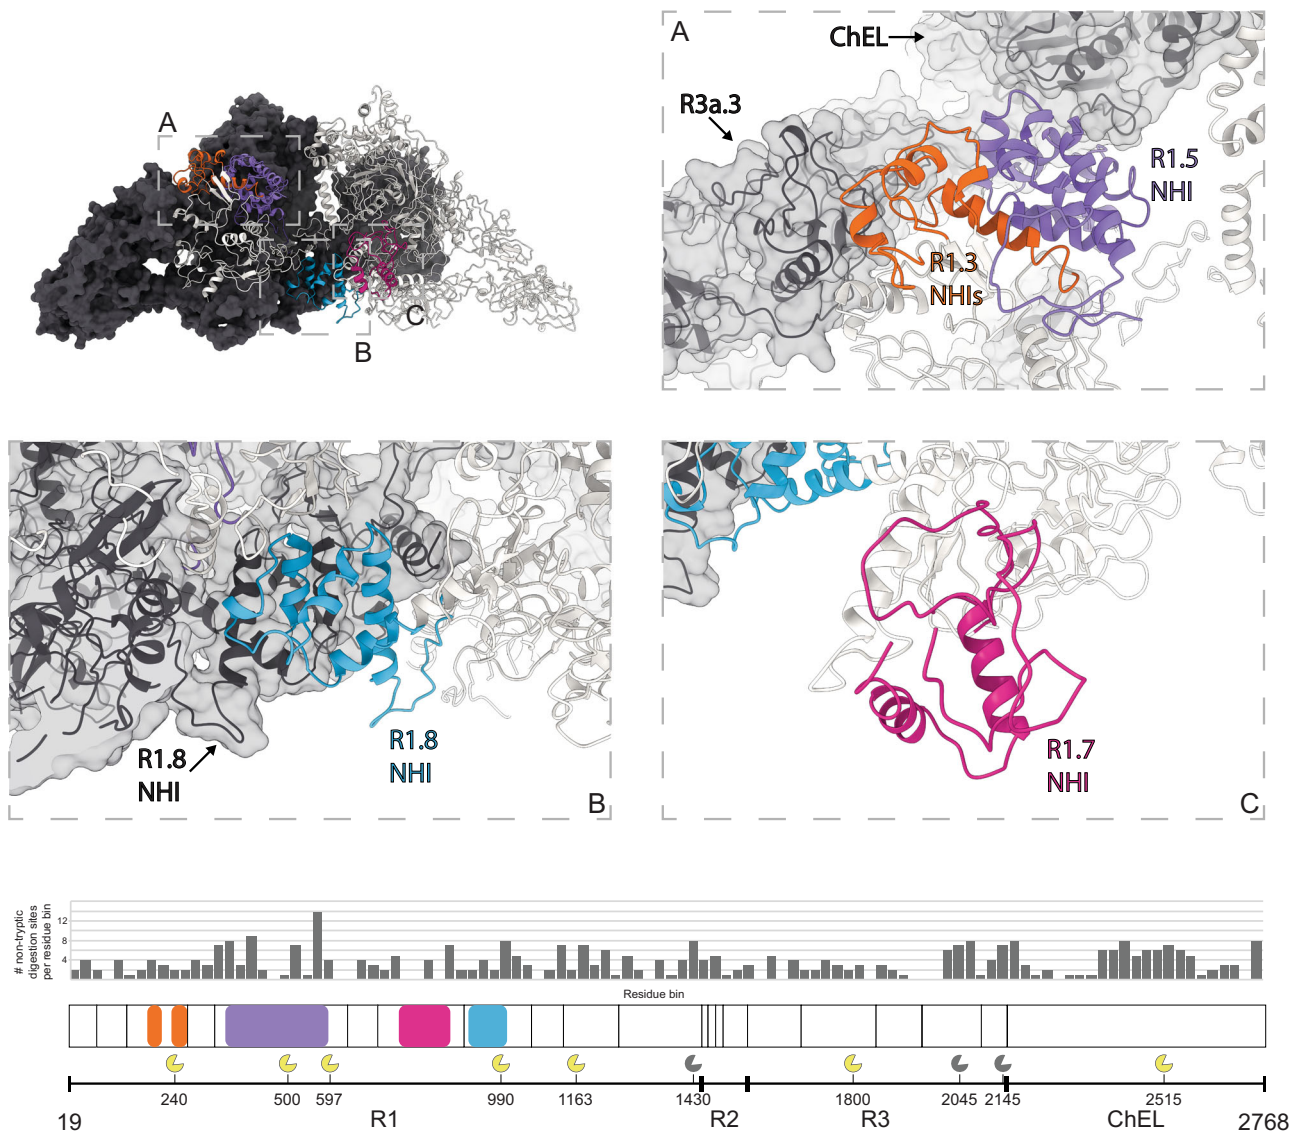 A
B
C
A
ChEL
R3a.3
R1.5
NHI
R1.3
NHIs
R1.8
NHI
R1.8
NHI
B
R1.7
NHI
C
# non-tryptic
digestion sites
per residue bin
12
8
4
Residue bin
240
500
597
990
1163
1430
1800
2045
2145
2515
19
R1
R2
R3
ChEL
2768